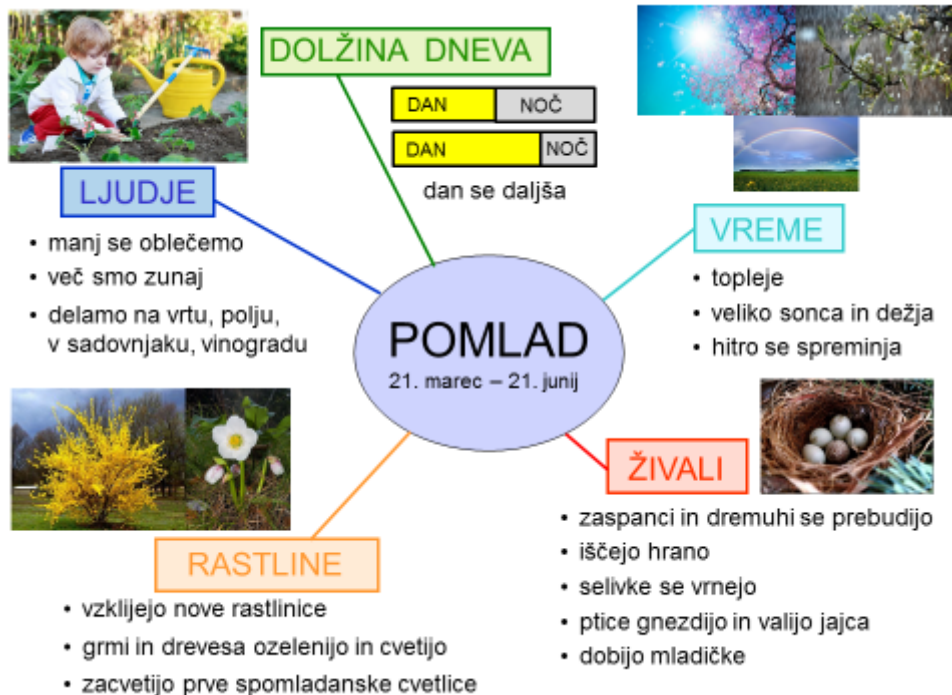 DOLŽINA DNEVA
DAN NOČ
DAN NOČ
dan se daljša
LJUDJE
• manj se oblečemo
• več smo zunaj
• delamo na vrtu, polju,
v sadovnjaku, vinogradu
VREME
• topleje
• veliko sonca in dežja
• hitro se spreminja
POMLAD
21. marec – 21. junij
RASTLINE
• vzklijejo nove rastlinice
• grmi in drevesa ozelenijo in cvetijo
• zacvetijo prve spomladanske cvetlice
ŽIVALI
• zaspanci in dremuhi se prebudijo
• iščejo hrano
• selivke se vrnejo
• ptice gnezdijo in valijo jajca
• dobijo mladičke